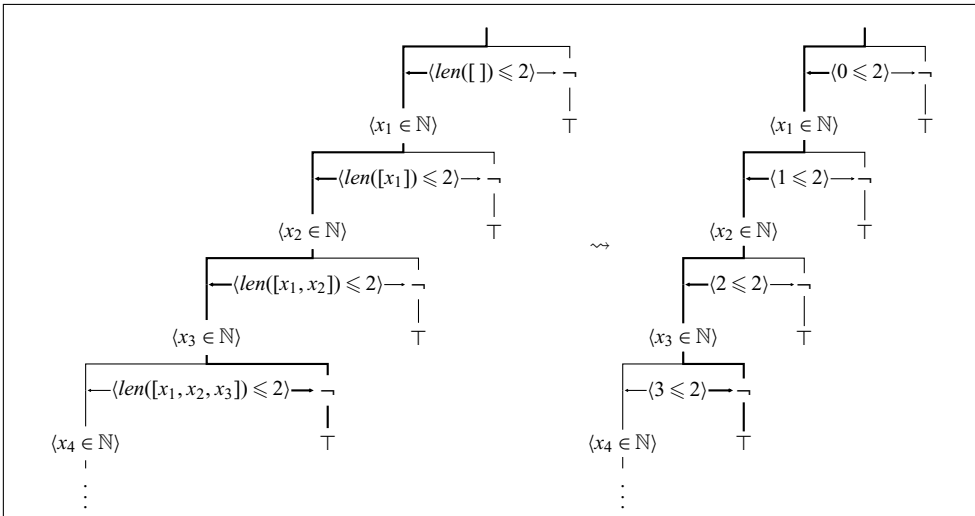 ⟨len([ ]) ⩽ 2⟩ ¬ ⟨0 ⩽ 2⟩ ¬
⟨x₁ ∈ ℕ⟩ ⊤ ⟨x₁ ∈ ℕ⟩ ⊤
⟨len([x₁]) ⩽ 2⟩ ¬ ⟨1 ⩽ 2⟩ ¬
⟨x₂ ∈ ℕ⟩ ⊤ ⇝ ⟨x₂ ∈ ℕ⟩ ⊤
⟨len([x₁, x₂]) ⩽ 2⟩ ¬ ⟨2 ⩽ 2⟩ ¬
⟨x₃ ∈ ℕ⟩ ⊤ ⟨x₃ ∈ ℕ⟩ ⊤
⟨len([x₁, x₂, x₃]) ⩽ 2⟩ ¬ ⟨3 ⩽ 2⟩ ¬
⟨x₄ ∈ ℕ⟩ ⊤ ⟨x₄ ∈ ℕ⟩ ⊤
⋮ ⋮